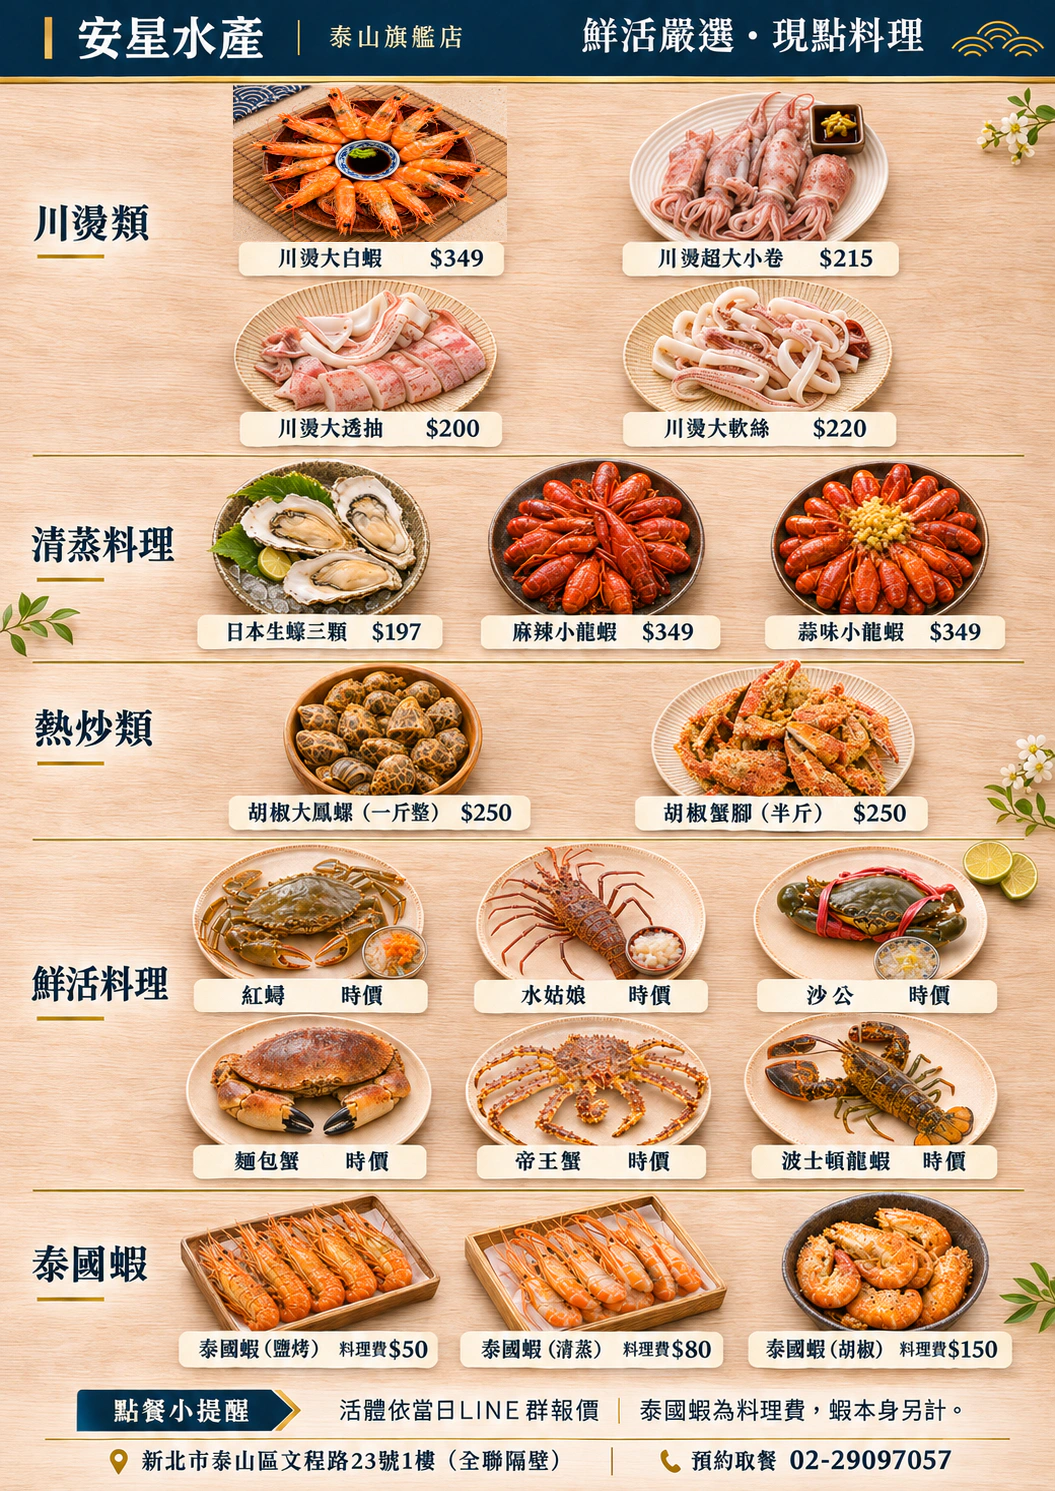 安星水產
泰山旗艦店
鮮活嚴選・現點料理
川燙類
川燙大白蝦 $349
川燙超大小卷 $215
川燙大透抽 $200
川燙大軟絲 $220
清蒸料理
日本生蠔三顆 $197
麻辣小龍蝦 $349
蒜味小龍蝦 $349
熱炒類
胡椒大鳳螺（一斤整） $250
胡椒蟹腳（半斤） $250
鮮活料理
紅蟳 時價
水姑娘 時價
沙公 時價
麵包蟹 時價
帝王蟹 時價
波士頓龍蝦 時價
泰國蝦
泰國蝦（鹽烤） 料理費$50
泰國蝦（清蒸） 料理費$80
泰國蝦（胡椒） 料理費$150
點餐小提醒
活體依當日LINE群報價
泰國蝦為料理費，蝦本身另計。
新北市泰山區文程路23號1樓（全聯隔壁）
預約取餐 02-29097057